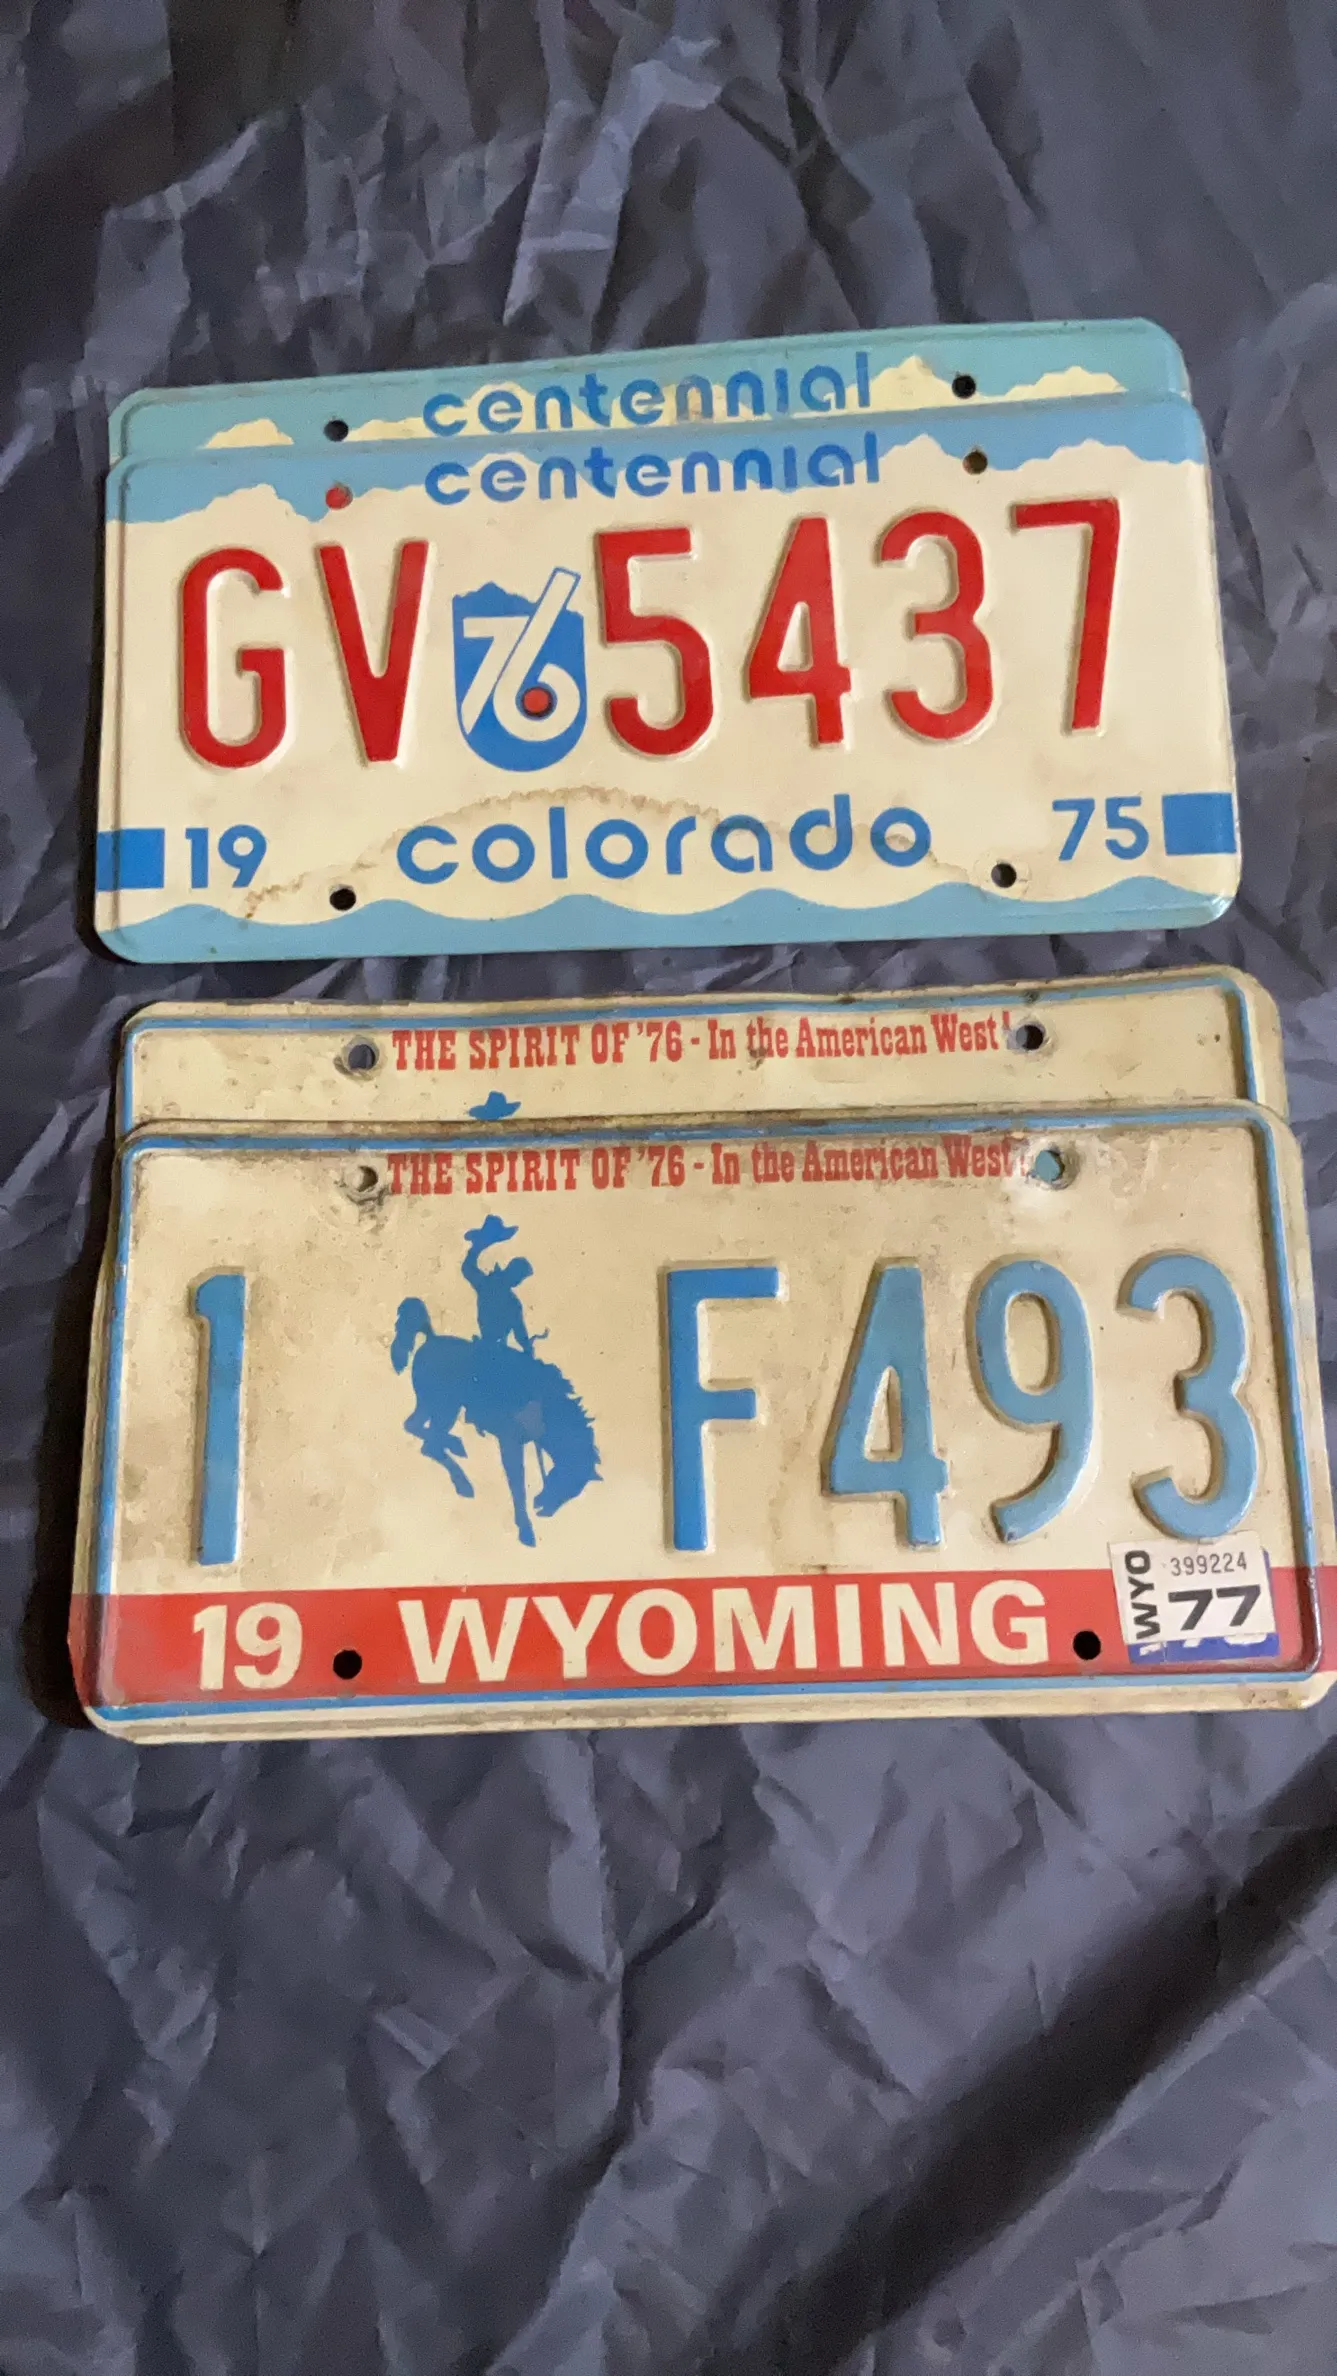 centennial
centennial
GV 76 5437
19 colorado 75
THE SPIRIT OF '76 - In the American West!
THE SPIRIT OF '76 - In the American West!
1 F493
WYO 399224
77
19 WYOMING